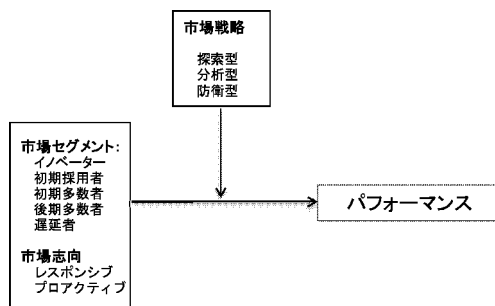 市場戦略
探索型
分析型
防衛型
市場セグメント:
イノベーター
初期採用者
初期多数者
後期多数者
遅延者
市場志向
レスポンシブ
プロアクティブ
パフォーマンス